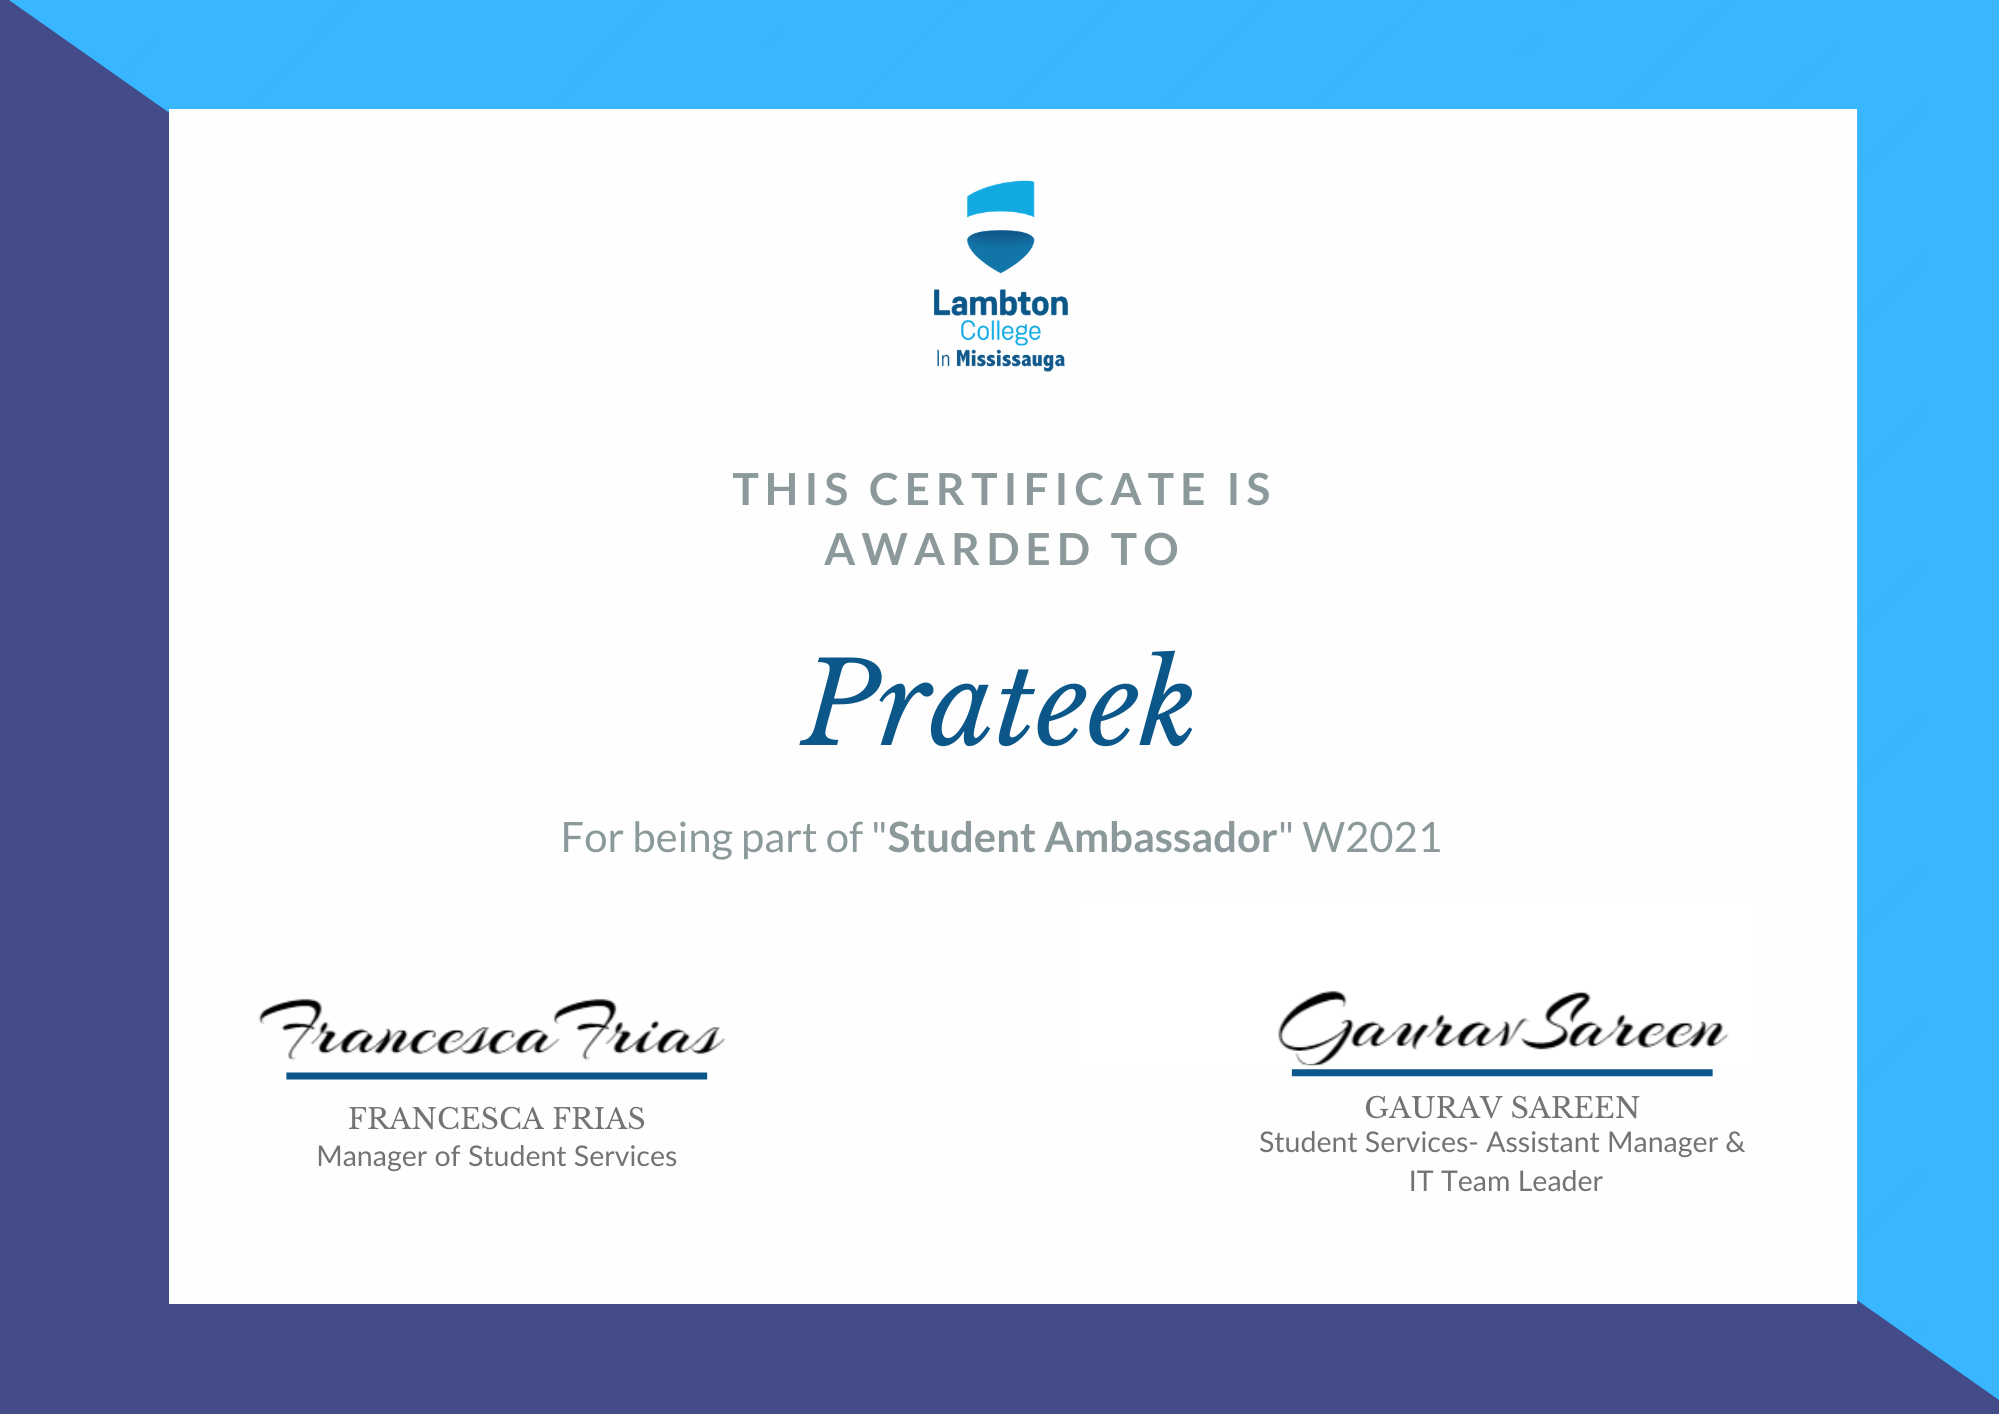 Lambton
College
In Mississauga
THIS CERTIFICATE IS
AWARDED TO
Prateek
For being part of "Student Ambassador" W2021
Francesca Frias
FRANCESCA FRIAS
Manager of Student Services
Gaurav Sareen
GAURAV SAREEN
Student Services- Assistant Manager &
IT Team Leader